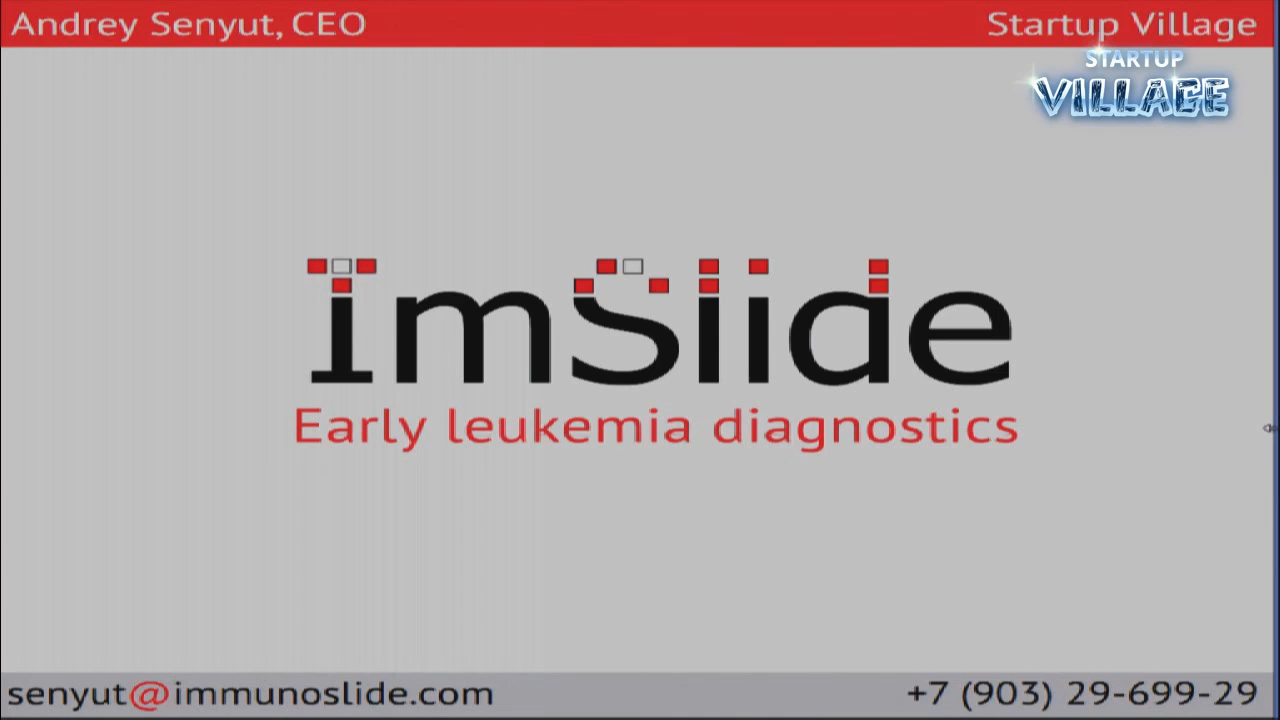 Andrey Senyut, CEO
Startup Village
STARTUP
VILLAGE
ImSlide
Early leukemia diagnostics
senyut@immunoslide.com
+7 (903) 29-699-29